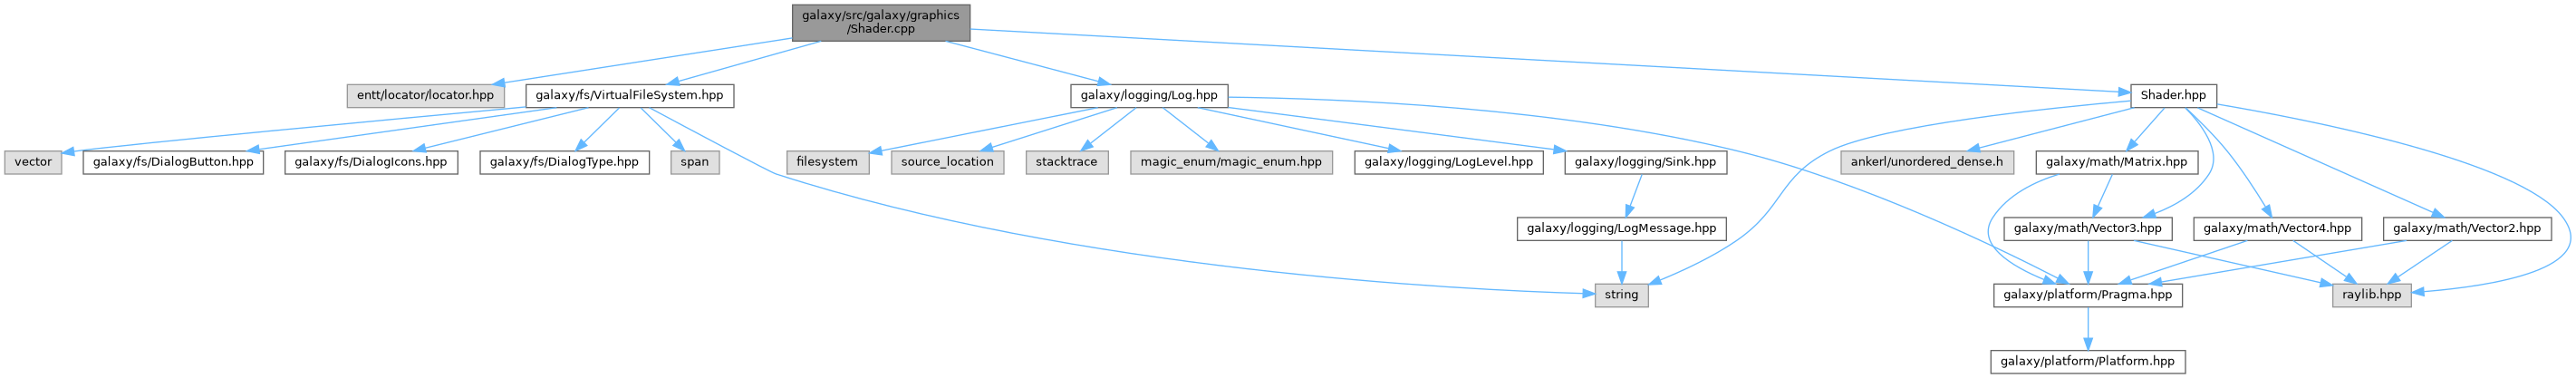 galaxy/src/galaxy/graphics
/Shader.cpp
entt/locator/locator.hpp
galaxy/fs/VirtualFileSystem.hpp
galaxy/logging/Log.hpp
Shader.hpp
vector
galaxy/fs/DialogButton.hpp
galaxy/fs/DialogIcons.hpp
galaxy/fs/DialogType.hpp
span
filesystem
source_location
stacktrace
magic_enum/magic_enum.hpp
galaxy/logging/LogLevel.hpp
galaxy/logging/Sink.hpp
ankerl/unordered_dense.h
galaxy/math/Matrix.hpp
galaxy/logging/LogMessage.hpp
galaxy/math/Vector3.hpp
galaxy/math/Vector4.hpp
galaxy/math/Vector2.hpp
string
galaxy/platform/Pragma.hpp
raylib.hpp
galaxy/platform/Platform.hpp